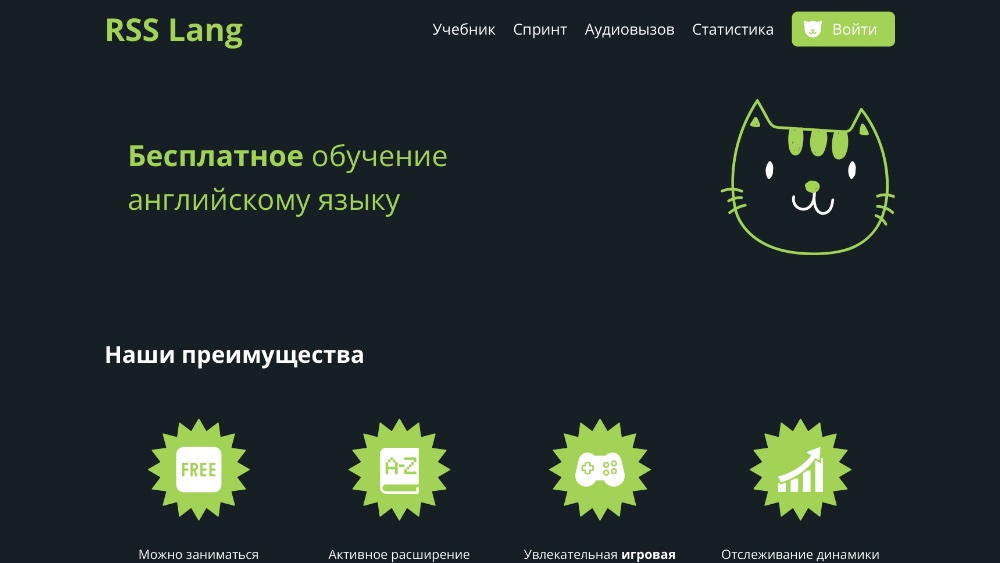 RSS Lang
Учебник Спринт Аудиовызов Статистика Войти
Бесплатное обучение
английскому языку
Наши преимущества
FREE A-Z
Можно заниматься Активное расширение Увлекательная игровая Отслеживание динамики